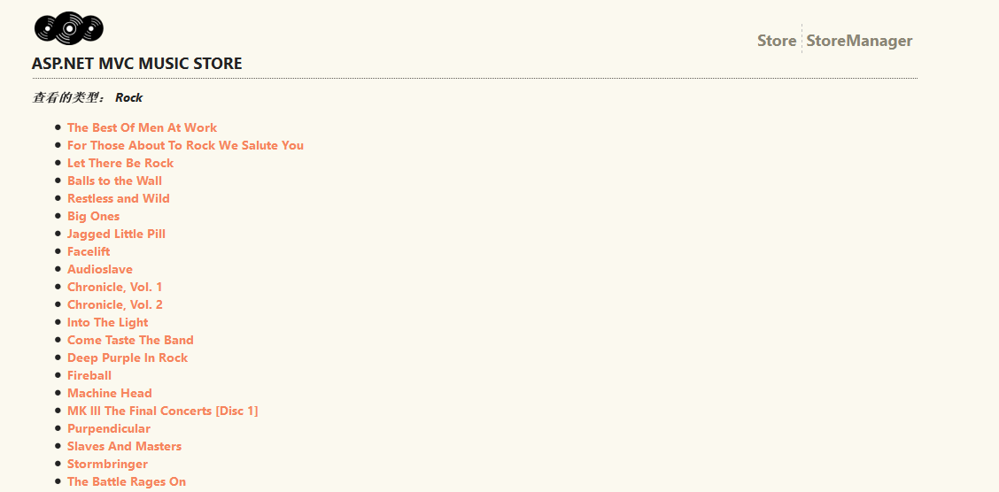 Store StoreManager
ASP.NET MVC MUSIC STORE
查看的类型： Rock
The Best Of Men At Work
For Those About To Rock We Salute You
Let There Be Rock
Balls to the Wall
Restless and Wild
Big Ones
Jagged Little Pill
Facelift
Audioslave
Chronicle, Vol. 1
Chronicle, Vol. 2
Into The Light
Come Taste The Band
Deep Purple In Rock
Fireball
Machine Head
MK III The Final Concerts [Disc 1]
Purpendicular
Slaves And Masters
Stormbringer
The Battle Rages On